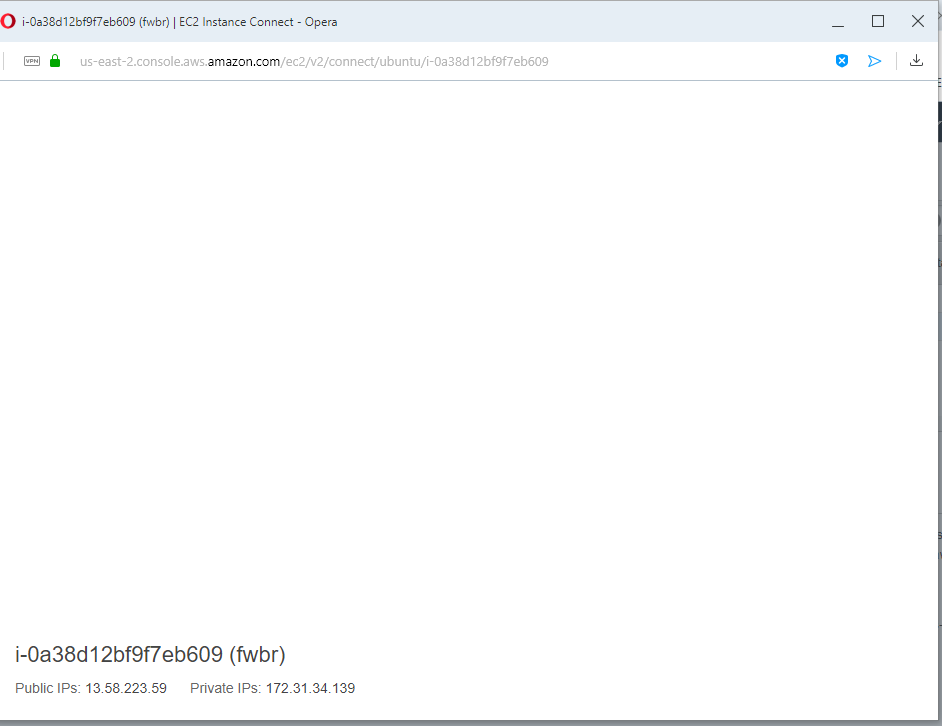 i-0a38d12bf9f7eb609 (fwbr) | EC2 Instance Connect - Opera
VPN us-east-2.console.aws.amazon.com/ec2/v2/connect/ubuntu/i-0a38d12bf9f7eb609
i-0a38d12bf9f7eb609 (fwbr)
Public IPs: 13.58.223.59 Private IPs: 172.31.34.139